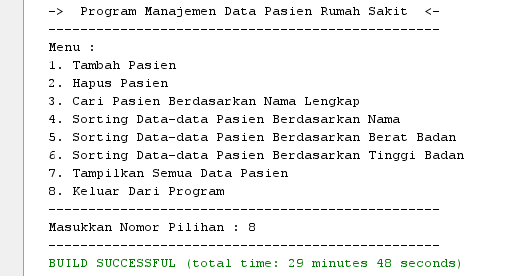 ->  Program Manajemen Data Pasien Rumah Sakit  <-
-------------------------------------------------
Menu :
1. Tambah Pasien
2. Hapus Pasien
3. Cari Pasien Berdasarkan Nama Lengkap
4. Sorting Data-data Pasien Berdasarkan Nama
5. Sorting Data-data Pasien Berdasarkan Berat Badan
6. Sorting Data-data Pasien Berdasarkan Tinggi Badan
7. Tampilkan Semua Data Pasien
8. Keluar Dari Program
-------------------------------------------------
Masukkan Nomor Pilihan : 8
-------------------------------------------------
BUILD SUCCESSFUL (total time: 29 minutes 48 seconds)